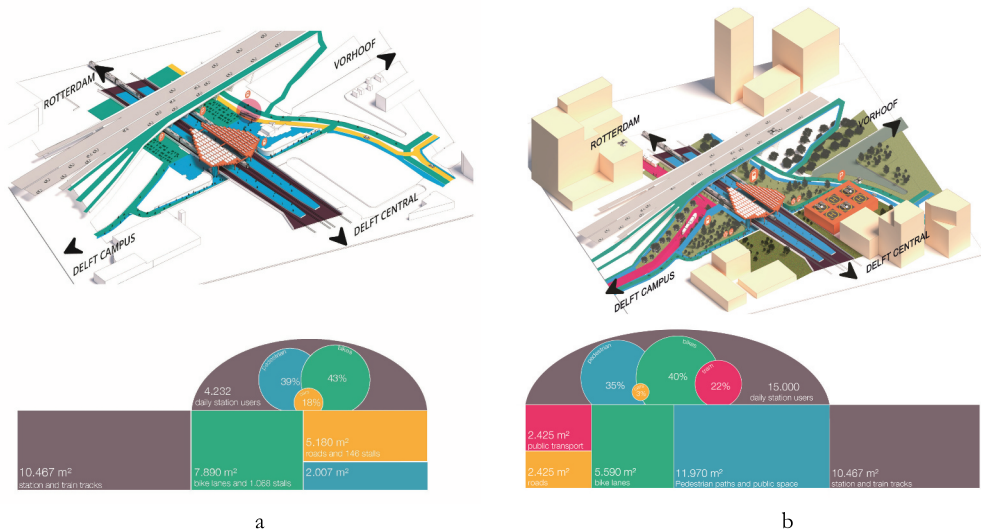 ROTTERDAM
VORHOOF
DELFT CAMPUS
DELFT CENTRAL
pedestrian
bikes
39%
43%
18%
4.232
daily station users
10.467 m²
station and train tracks
7.890 m²
bike lanes and 1.068 stalls
5.180 m²
roads and 146 stalls
2.007 m²
a
ROTTERDAM
VORHOOF
DELFT CAMPUS
DELFT CENTRAL
pedestrian
bikes
tram
35%
40%
22%
15.000
daily station users
2.425 m²
public transport
2.425 m²
roads
5.590 m²
bike lanes
11.970 m²
Pedestrian paths and public space
10.467 m²
station and train tracks
b